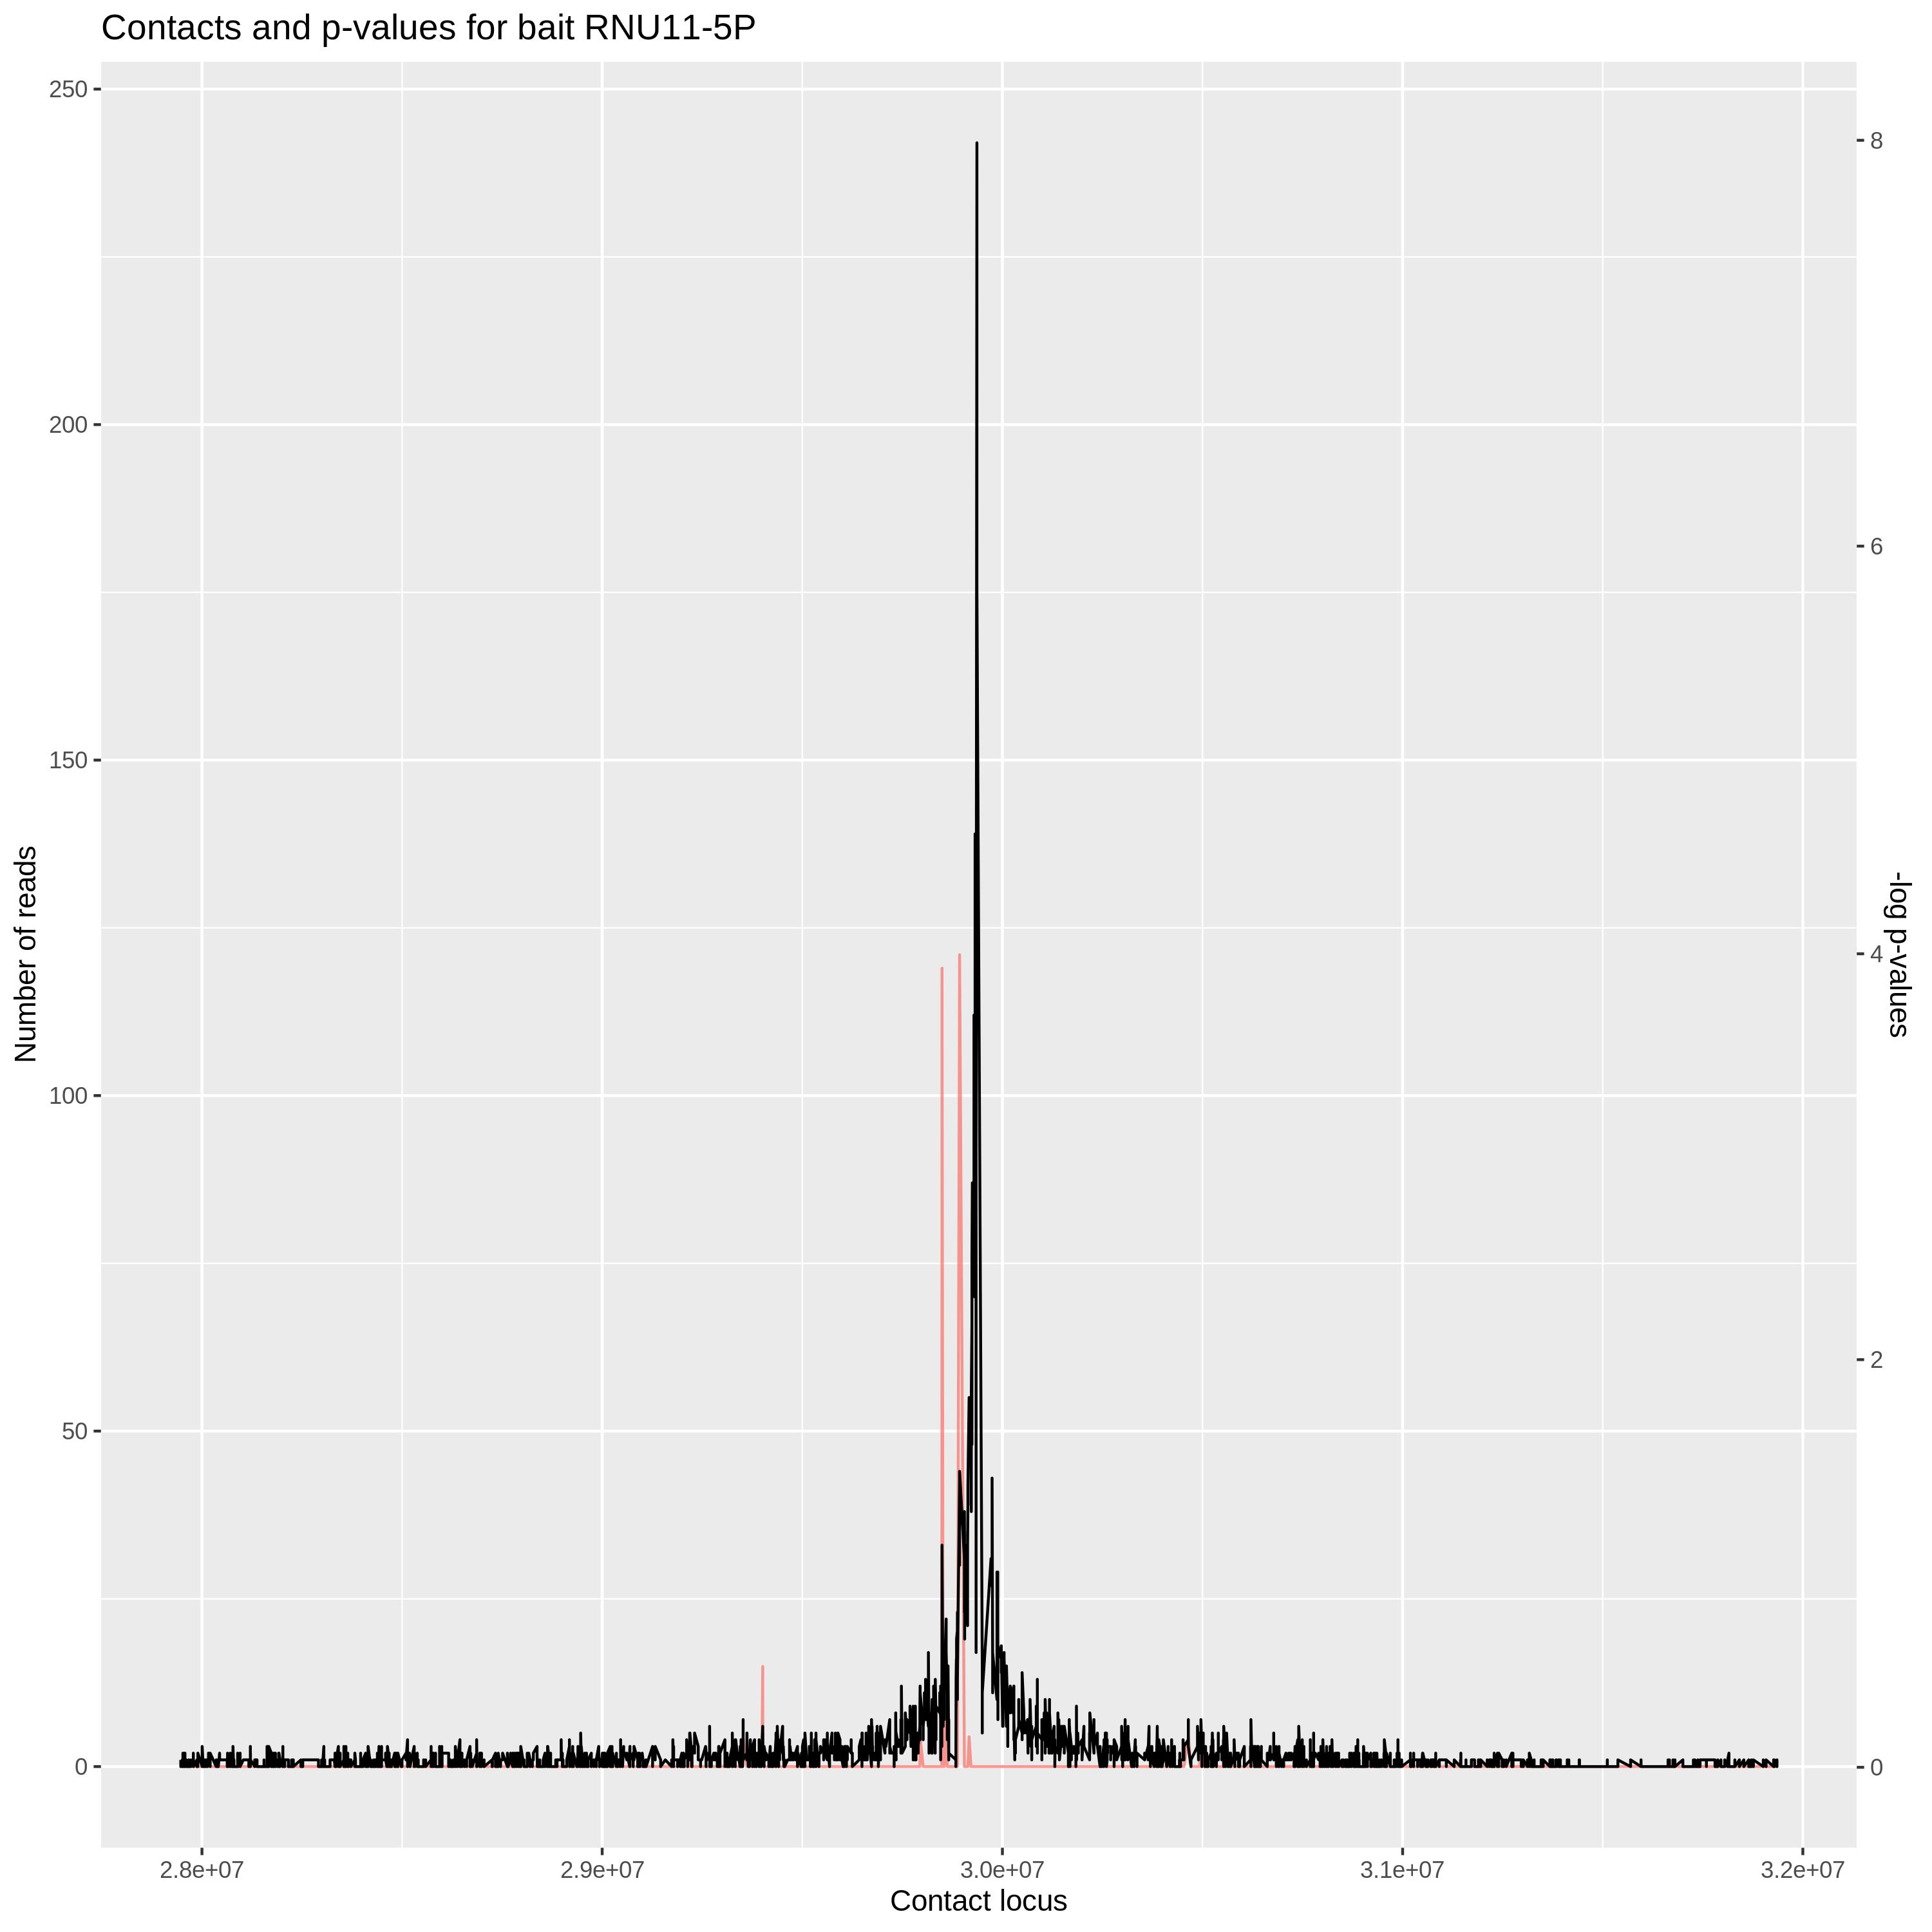 Contacts and p-values for bait RNU11-5P
250
200
150
100
50
0
Number of reads
8
6
4
2
0
-log p-values
2.8e+07 2.9e+07 3.0e+07 3.1e+07 3.2e+07
Contact locus